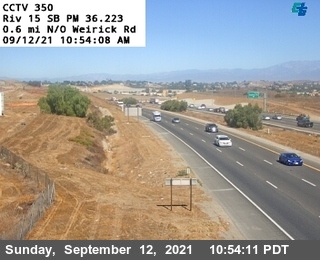 CCTV 350
Riv 15 SB PM 36.223
0.6 mi N/O Weirick Rd
09/12/21 10:54:08 AM
Sunday, September 12, 2021 10:54:11 PDT